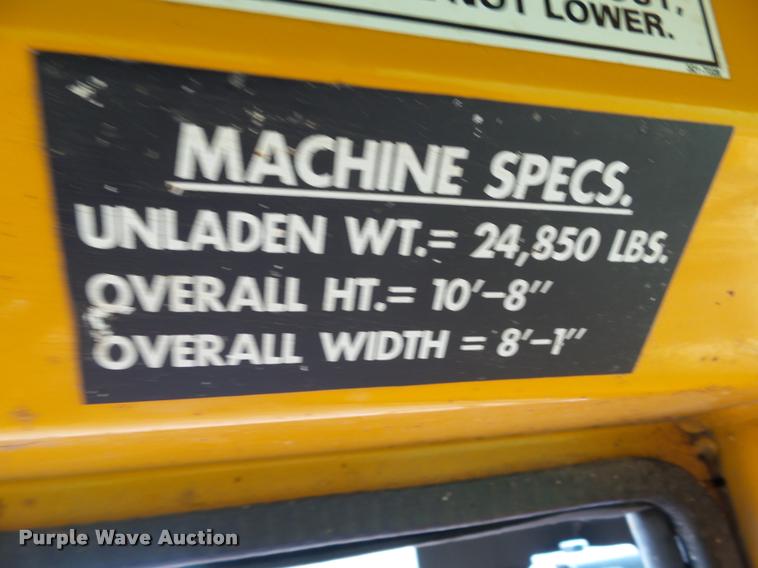 NOT LOWER.
MACHINE SPECS.
UNLADEN WT.= 24,850 LBS.
OVERALL HT.= 10'-8"
OVERALL WIDTH = 8'-1"
Purple Wave Auction